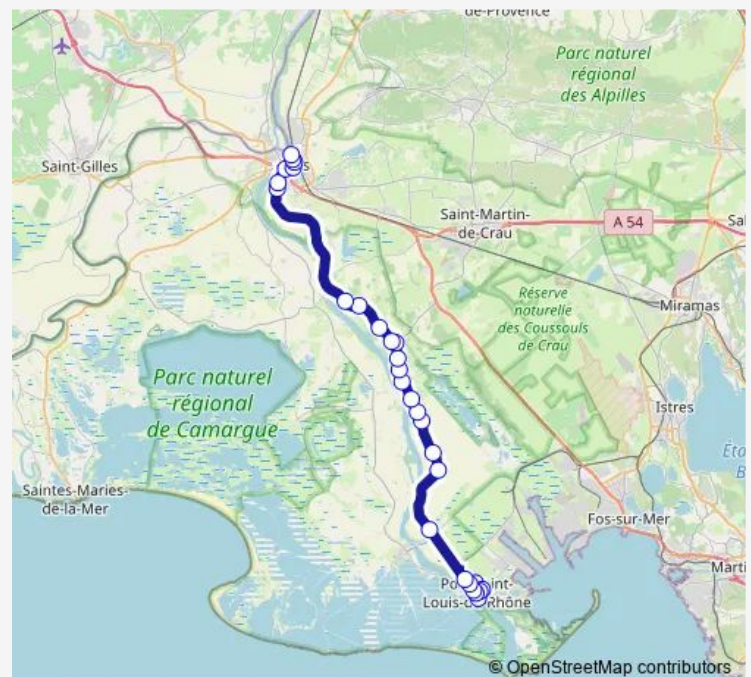 de-Provence
Parc naturel
régional
des Alpilles
Saint-Gilles
Saint-Martin-
de-Crau
A 54
Réserve
naturelle
des Coussouls
de Crau
Miramas
Parc naturel
régional
de Camargue
Istres
Saintes-Maries-
de-la-Mer
Fos-sur-Mer
© OpenStreetMap contributors